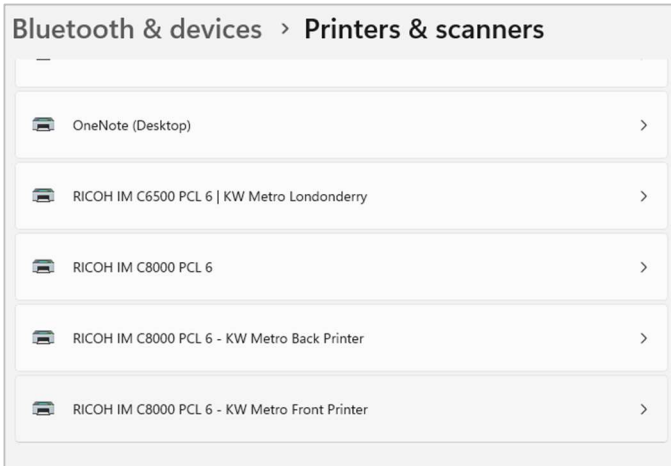 Bluetooth & devices > Printers & scanners
OneNote (Desktop)
RICOH IM C6500 PCL 6 | KW Metro Londonderry
RICOH IM C8000 PCL 6
RICOH IM C8000 PCL 6 - KW Metro Back Printer
RICOH IM C8000 PCL 6 - KW Metro Front Printer